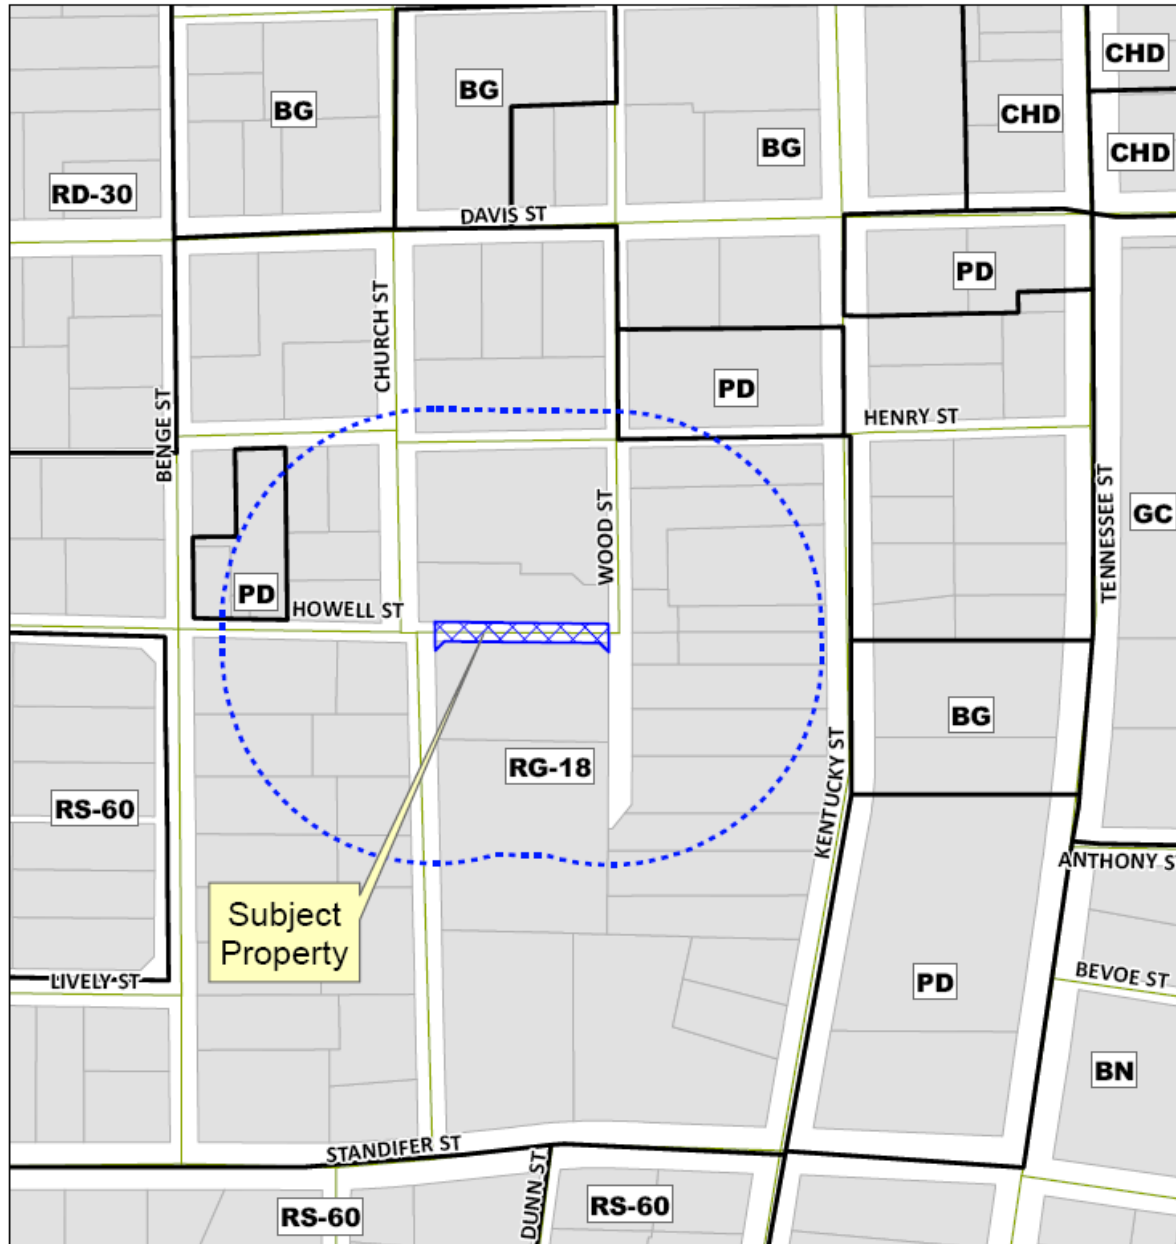 CHD
BG
BG
CHD
BG
CHD
RD-30
DAVIS ST
PD
CHURCH ST
PD
BENGE ST
HENRY ST
TENNESSEE ST
WOOD ST
GC
PD
HOWELL ST
BG
RG-18
KENTUCKY ST
RS-60
ANTHONY S
Subject
Property
LIVELY ST
BEVOE ST
PD
BN
STANDIFER ST
DUNN ST
RS-60
RS-60